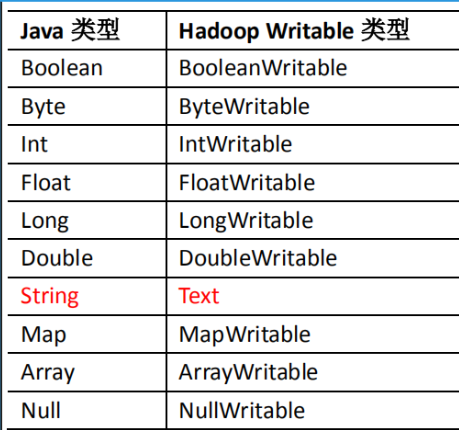 Java 类型 Hadoop Writable 类型
Boolean BooleanWritable
Byte ByteWritable
Int IntWritable
Float FloatWritable
Long LongWritable
Double DoubleWritable
String Text
Map MapWritable
Array ArrayWritable
Null NullWritable